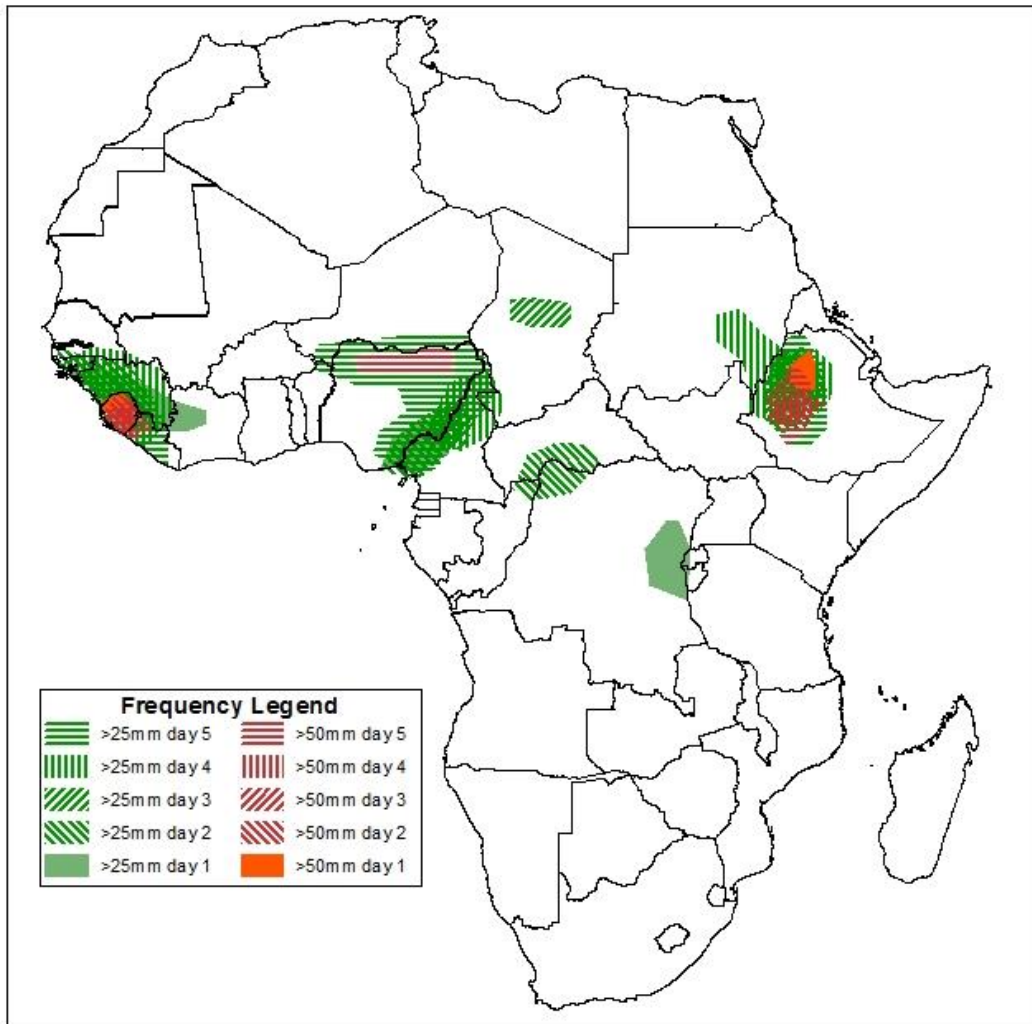 Frequency Legend
>25mm day 5 >50mm day 5
>25mm day 4 >50mm day 4
>25mm day 3 >50mm day 3
>25mm day 2 >50mm day 2
>25mm day 1 >50mm day 1